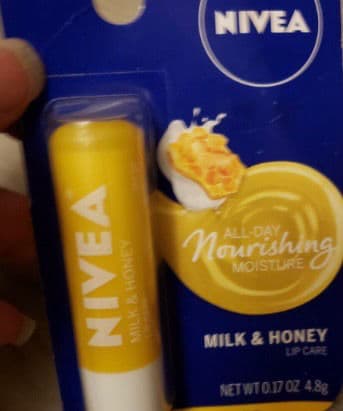 NIVEA
ALL-DAY
Nourishing
MOISTURE
NIVEA
MILK & HONEY
MILK & HONEY
LIP CARE
NET WT 0.17 OZ 4.8g